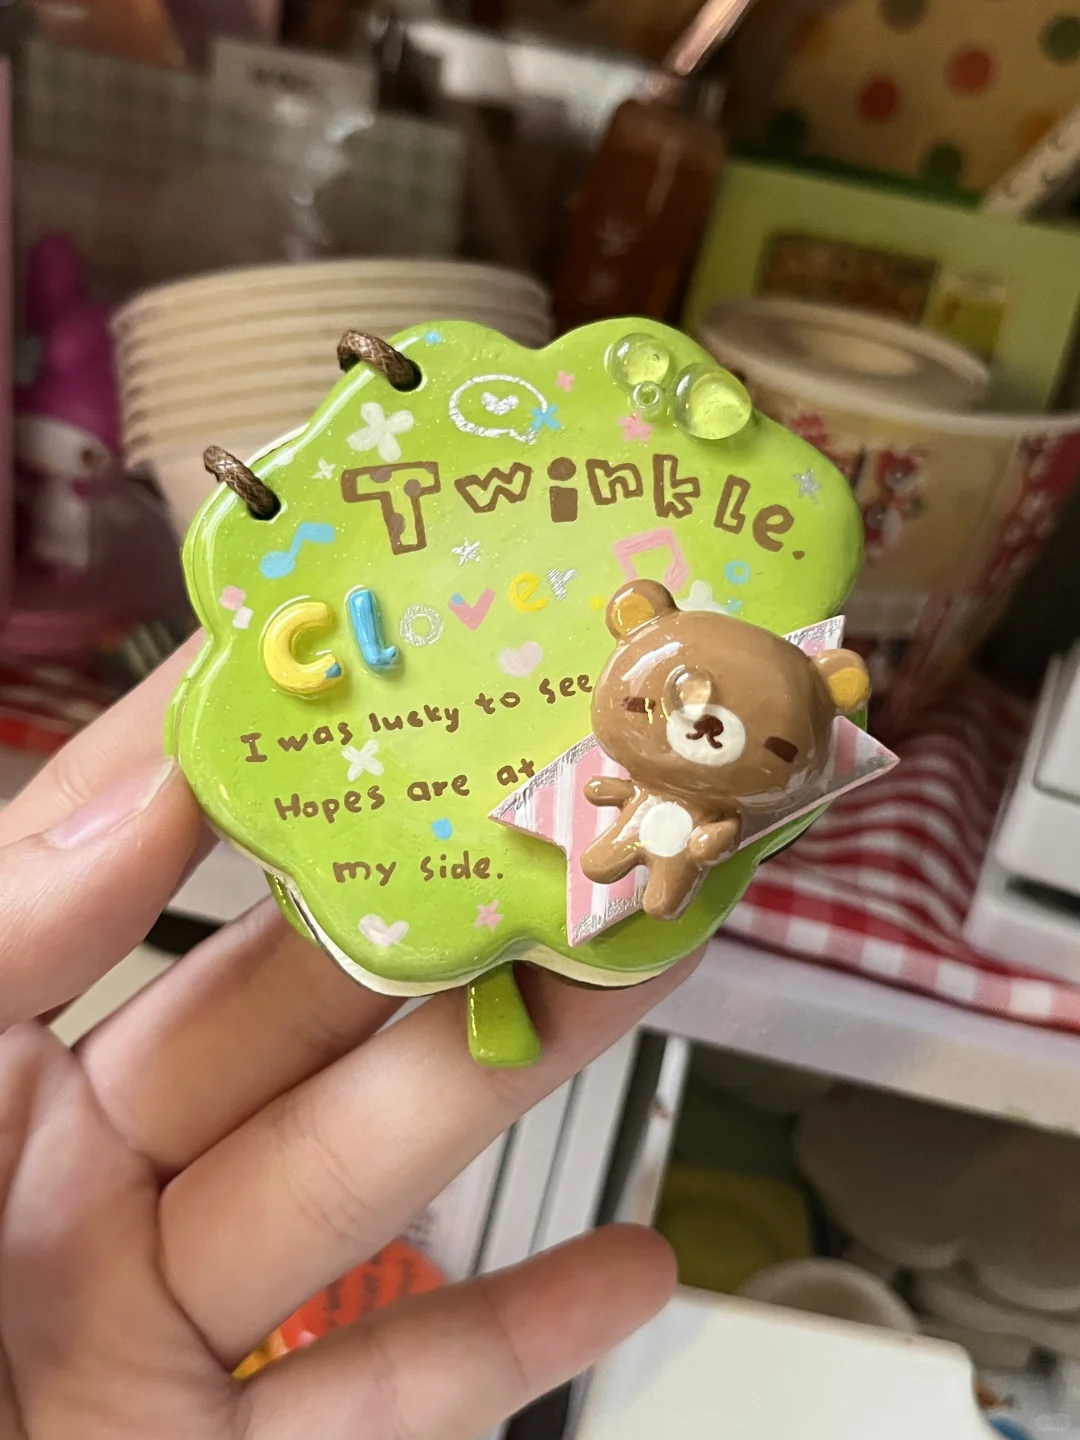 Twinkle.
Clover.
I was lucky to see
Hopes are at
my side.